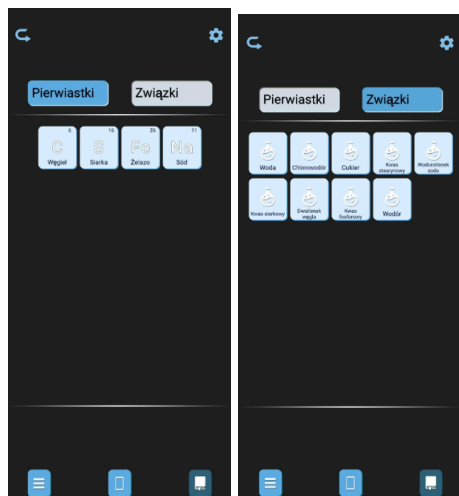 Pierwiastki Związki
6 16 26 11
C S Fe Na
Węgiel Siarka Żelazo Sód
Pierwiastki Związki
Woda Chlorowodór Cukier Kwas stearynowy Wodorotlenek sodu
Kwas siarkowy Dwutlenek węgla Kwas fosforowy Wodór